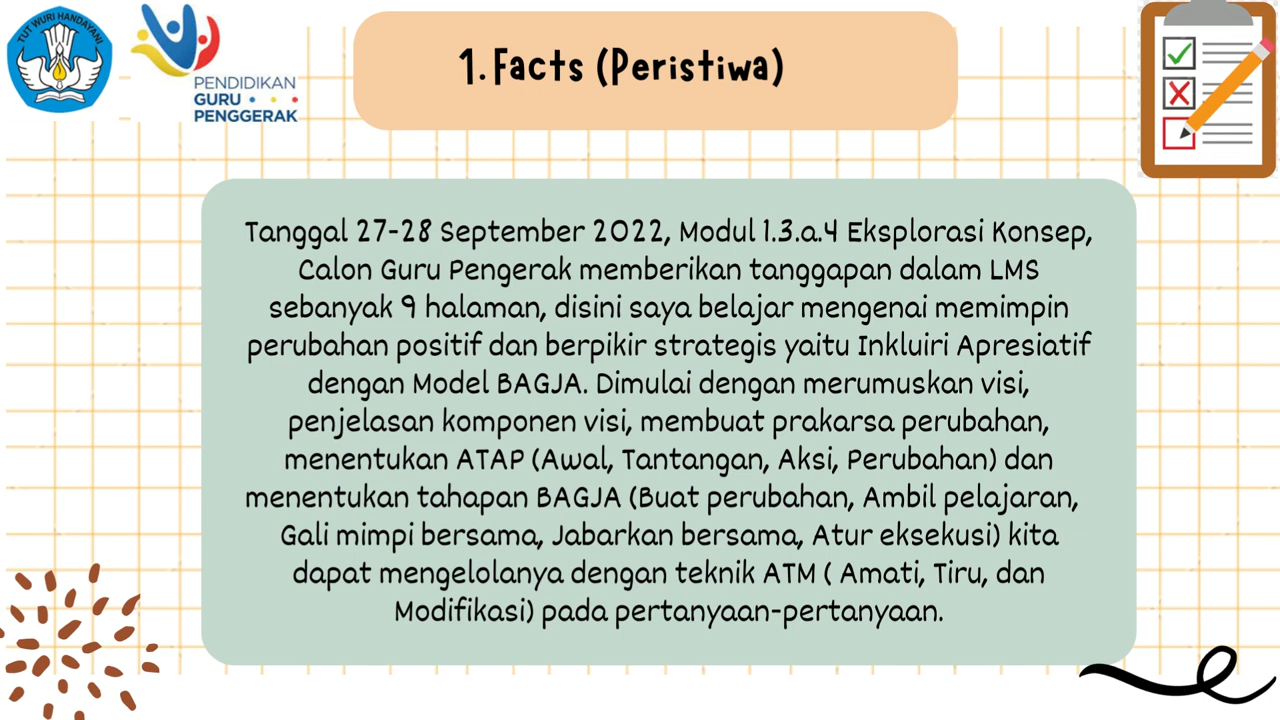 TUT WURI HANDAYANI
PENDIDIKAN
GURU
PENGGERAK
1. Facts (Peristiwa)
Tanggal 27-28 September 2022, Modul 1.3.a.4 Eksplorasi Konsep,
Calon Guru Pengerak memberikan tanggapan dalam LMS
sebanyak 9 halaman, disini saya belajar mengenai memimpin
perubahan positif dan berpikir strategis yaitu Inkluiri Apresiatif
dengan Model BAGJA. Dimulai dengan merumuskan visi,
penjelasan komponen visi, membuat prakarsa perubahan,
menentukan ATAP (Awal, Tantangan, Aksi, Perubahan) dan
menentukan tahapan BAGJA (Buat perubahan, Ambil pelajaran,
Gali mimpi bersama, Jabarkan bersama, Atur eksekusi) kita
dapat mengelolanya dengan teknik ATM ( Amati, Tiru, dan
Modifikasi) pada pertanyaan-pertanyaan.